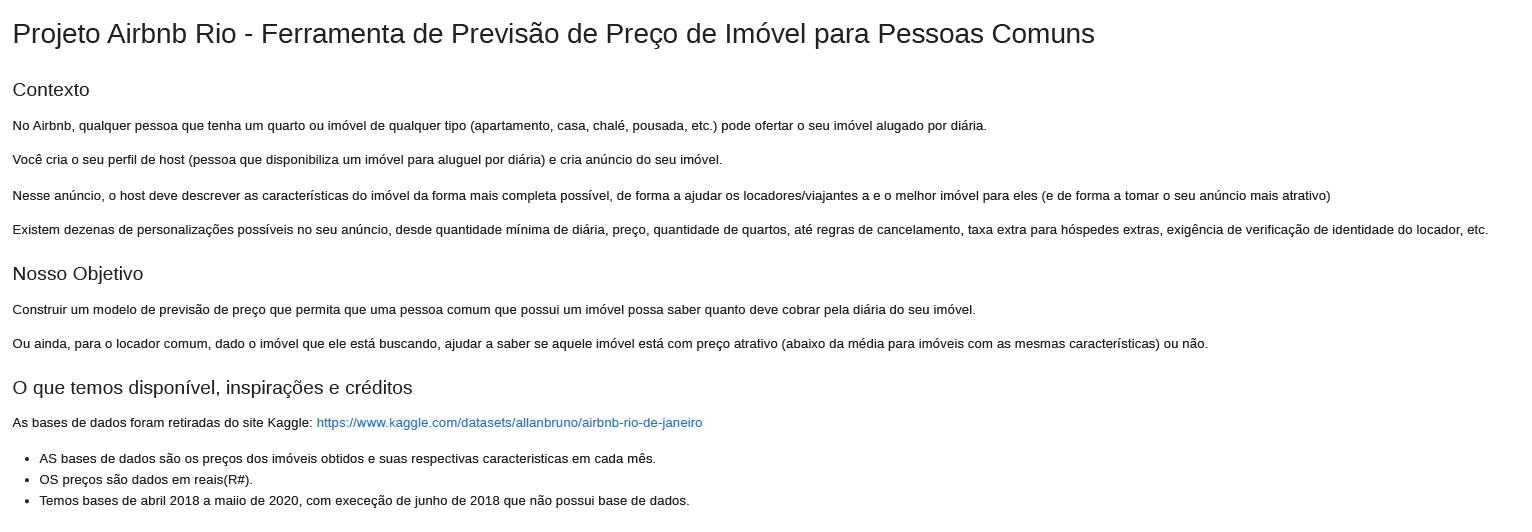 Projeto Airbnb Rio - Ferramenta de Previsão de Preço de Imóvel para Pessoas Comuns
Contexto
No Airbnb, qualquer pessoa que tenha um quarto ou imóvel de qualquer tipo (apartamento, casa, chalé, pousada, etc.) pode ofertar o seu imóvel alugado por diária.
Você cria o seu perfil de host (pessoa que disponibiliza um imóvel para aluguel por diária) e cria anúncio do seu imóvel.
Nesse anúncio, o host deve descrever as características do imóvel da forma mais completa possível, de forma a ajudar os locadores/viajantes a e o melhor imóvel para eles (e de forma a tomar o seu anúncio mais atrativo)
Existem dezenas de personalizações possíveis no seu anúncio, desde quantidade mínima de diária, preço, quantidade de quartos, até regras de cancelamento, taxa extra para hóspedes extras, exigência de verificação de identidade do locador, etc.
Nosso Objetivo
Construir um modelo de previsão de preço que permita que uma pessoa comum que possui um imóvel possa saber quanto deve cobrar pela diária do seu imóvel.
Ou ainda, para o locador comum, dado o imóvel que ele está buscando, ajudar a saber se aquele imóvel está com preço atrativo (abaixo da média para imóveis com as mesmas características) ou não.
O que temos disponível, inspirações e créditos
As bases de dados foram retiradas do site Kaggle: https://www.kaggle.com/datasets/allanbruno/airbnb-rio-de-janeiro
• AS bases de dados são os preços dos imóveis obtidos e suas respectivas caracteristicas em cada mês.
• OS preços são dados em reais(R#).
• Temos bases de abril 2018 a maiio de 2020, com execeção de junho de 2018 que não possui base de dados.